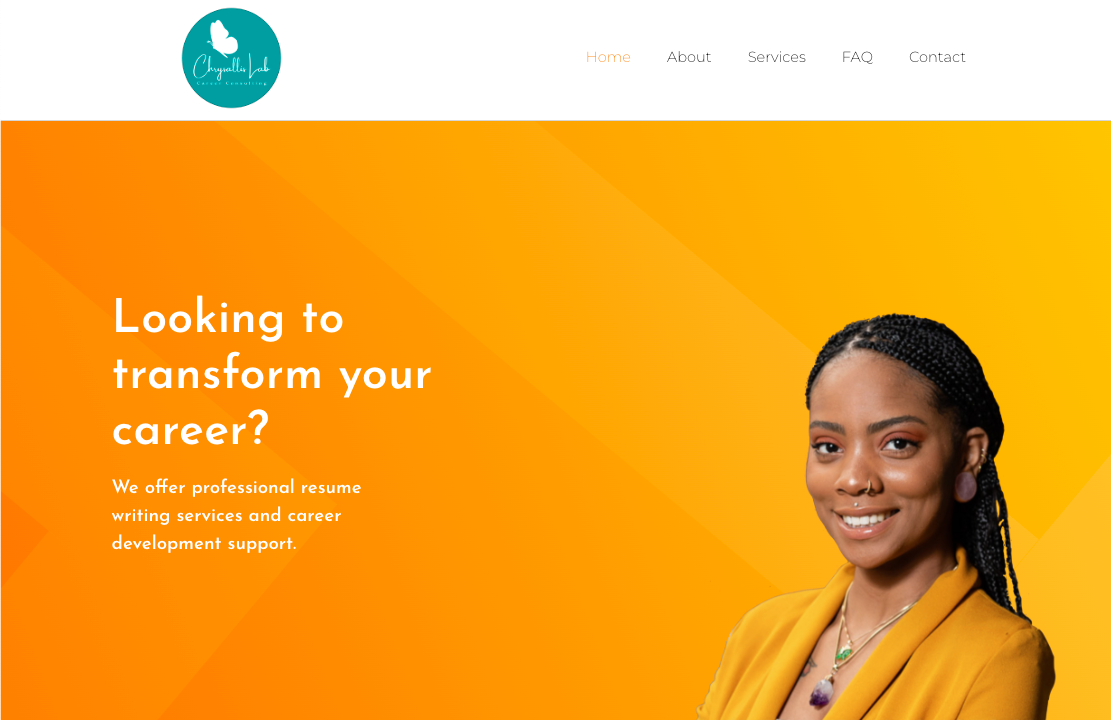 Chrysallis Lab
Career Consulting
Home
About
Services
FAQ
Contact
Looking to
transform your
career?
We offer professional resume
writing services and career
development support.